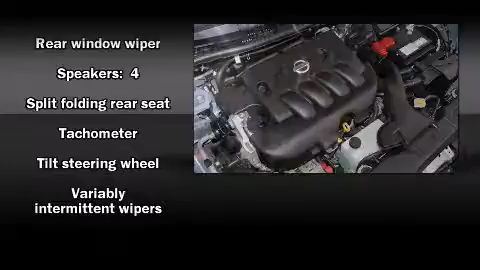 Rear window wiper
Speakers: 4
Split folding rear seat
Tachometer
Tilt steering wheel
Variably
intermittent wipers